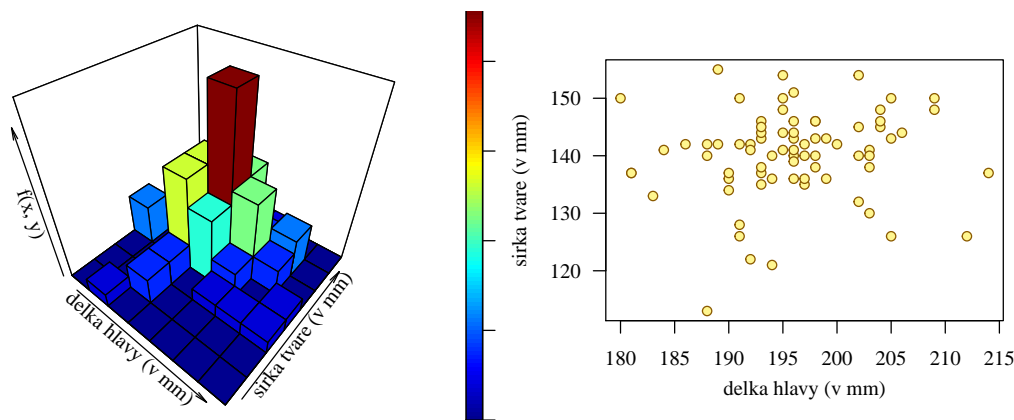 f(x, y)
delka hlavy (v mm)
sirka tvare (v mm)
sirka tvare (v mm)
150
140
130
120
180 185 190 195 200 205 210 215
delka hlavy (v mm)